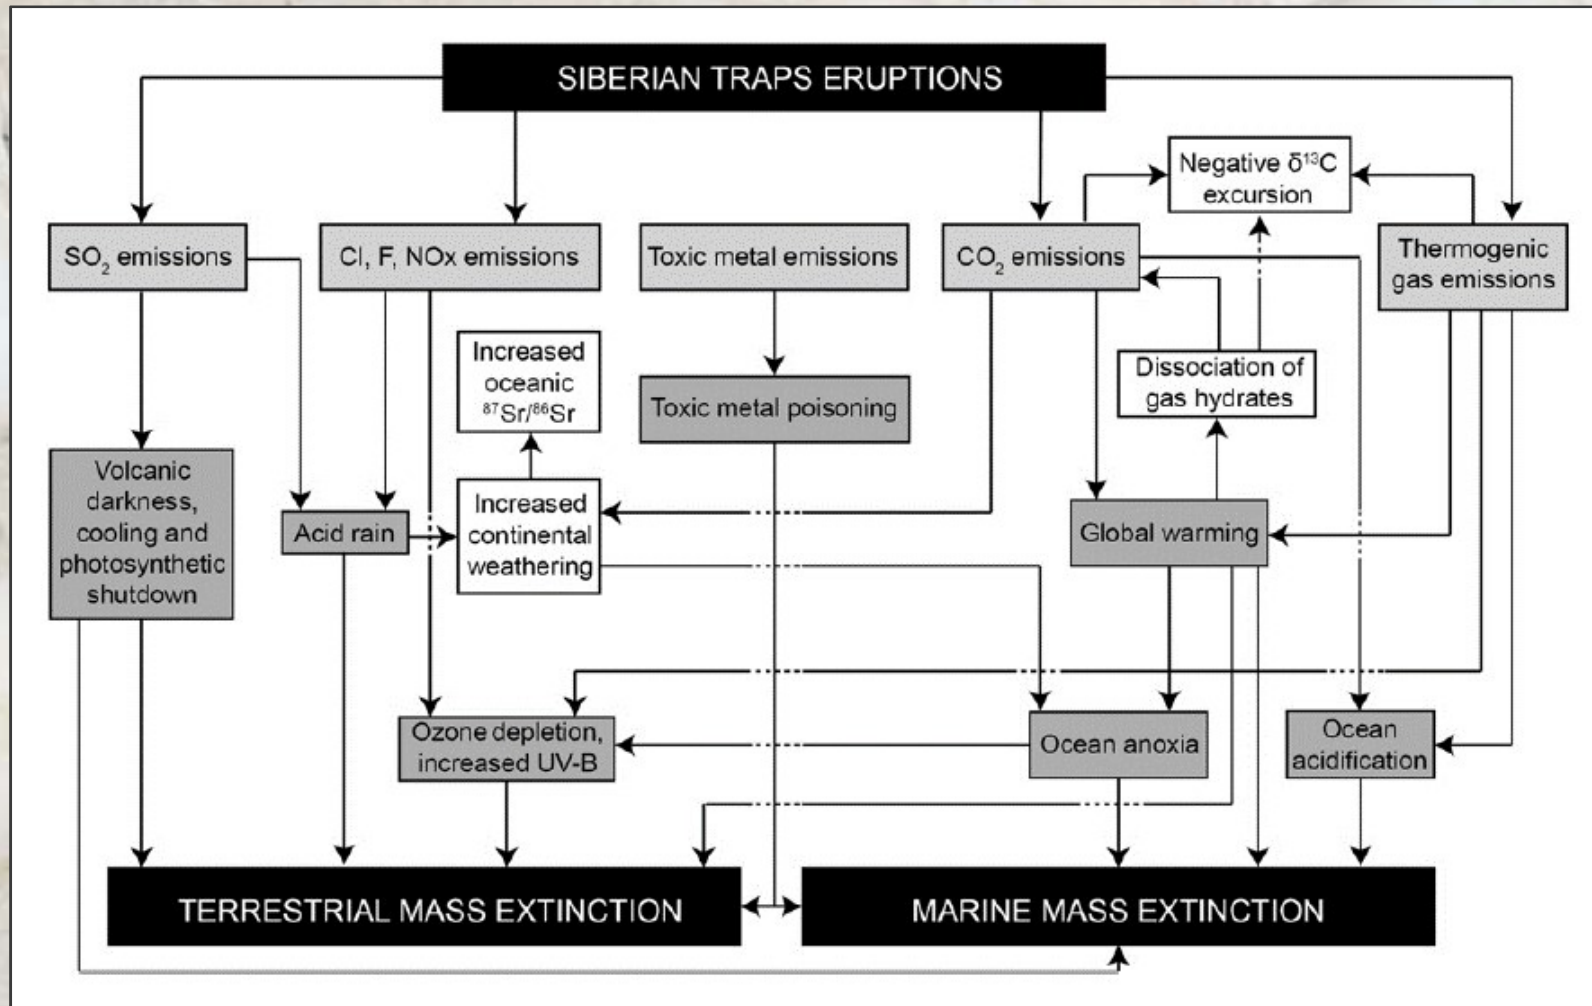 SIBERIAN TRAPS ERUPTIONS
Negative δ¹³C
excursion
SO₂ emissions
Cl, F, NOx emissions
Toxic metal emissions
CO₂ emissions
Thermogenic
gas emissions
Increased
oceanic
⁸⁷Sr/⁸⁶Sr
Toxic metal poisoning
Dissociation of
gas hydrates
Volcanic
darkness,
cooling and
photosynthetic
shutdown
Acid rain
Increased
continental
weathering
Global warming
Ozone depletion,
increased UV-B
Ocean anoxia
Ocean
acidification
TERRESTRIAL MASS EXTINCTION
MARINE MASS EXTINCTION